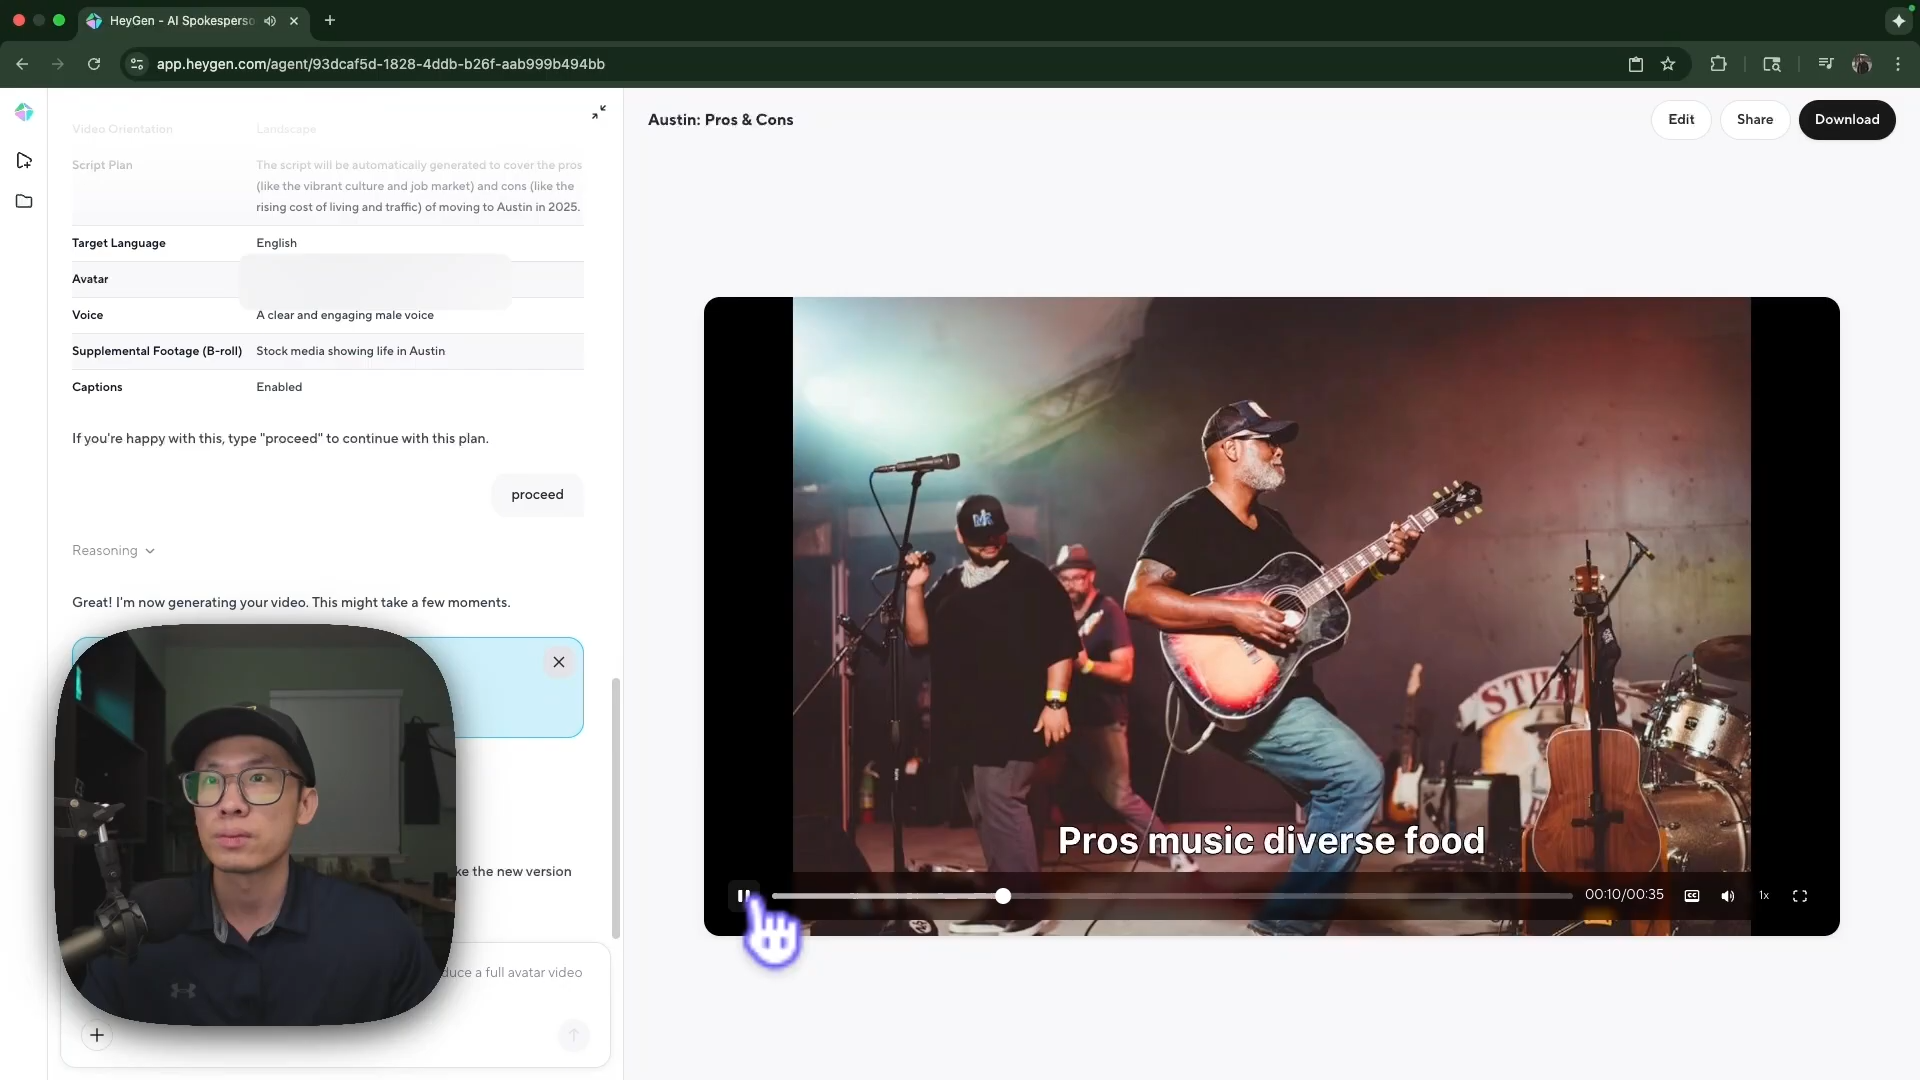 HeyGen - AI Spokesperso
app.heygen.com/agent/93dcaf5d-1828-4ddb-b26f-aab999b494bb
Video Orientation Landscape
Script Plan The script will be automatically generated to cover the pros
(like the vibrant culture and job market) and cons (like the
rising cost of living and traffic) of moving to Austin in 2025.
Target Language English
Avatar
Voice A clear and engaging male voice
Supplemental Footage (B-roll) Stock media showing life in Austin
Captions Enabled
If you're happy with this, type "proceed" to continue with this plan.
proceed
Reasoning
Great! I'm now generating your video. This might take a few moments.
the new version
a full avatar video
Austin: Pros & Cons
Edit
Share
Download
Pros music diverse food
00:10/00:35
1x